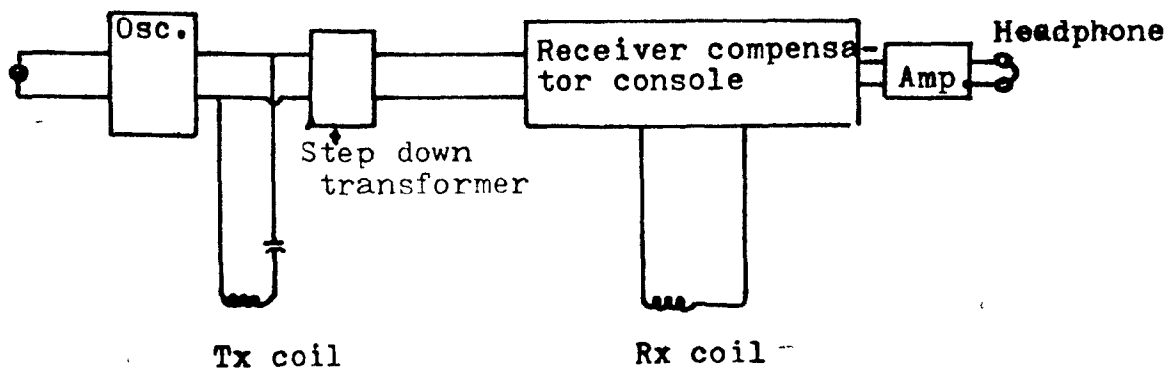 Osc.
Step down
transformer
Receiver compensa-
tor console
Amp.
Headphone
Tx coil
Rx coil